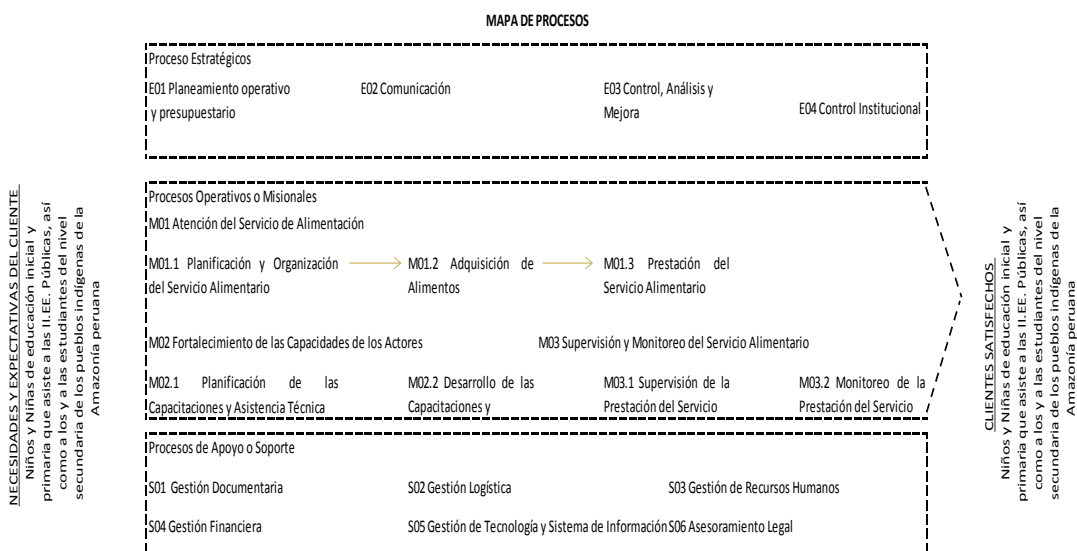 MAPA DE PROCESOS
NECESIDADES Y EXPECTATIVAS DEL CLIENTE
Niños y Niñas de educación inicial y
primaria que asiste a las II.EE. Públicas, así
como a los y a las estudiantes del nivel
secundaria de los pueblos indígenas de la
Amazonía peruana
Proceso Estratégicos
E01 Planeamiento operativo
y presupuestario
E02 Comunicación
E03 Control, Análisis y
Mejora
E04 Control Institucional
Procesos Operativos o Misionales
M01 Atención del Servicio de Alimentación
M01.1 Planificación y Organización
del Servicio Alimentario
M01.2 Adquisición de
Alimentos
M01.3 Prestación del
Servicio Alimentario
M02 Fortalecimiento de las Capacidades de los Actores
M03 Supervisión y Monitoreo del Servicio Alimentario
M02.1 Planificación de las
Capacitaciones y Asistencia Técnica
M02.2 Desarrollo de las
Capacitaciones y
M03.1 Supervisión de la
Prestación del Servicio
M03.2 Monitoreo de la
Prestación del Servicio
Procesos de Apoyo o Soporte
S01 Gestión Documentaria
S02 Gestión Logística
S03 Gestión de Recursos Humanos
S04 Gestión Financiera
S05 Gestión de Tecnología y Sistema de Información
S06 Asesoramiento Legal
CLIENTES SATISFECHOS
Niños y Niñas de educación inicial y
primaria que asiste a las II.EE. Públicas, así
como a los y a las estudiantes del nivel
secundaria de los pueblos indígenas de la
Amazonía peruana